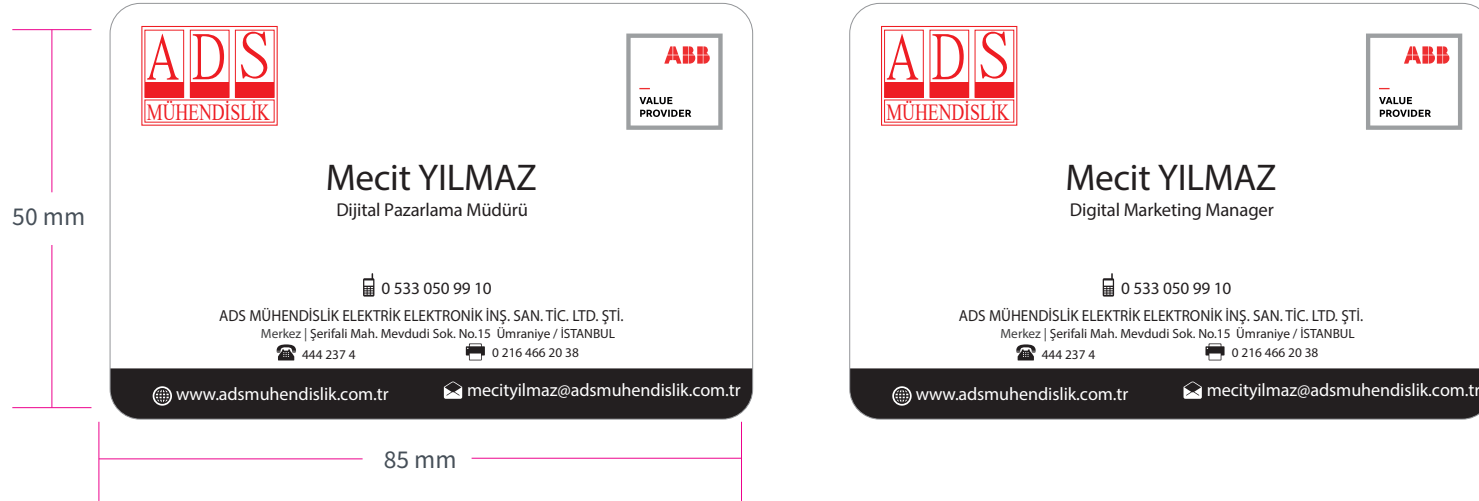 ADS
MÜHENDİSLİK
ABB
VALUE
PROVIDER
Mecit YILMAZ
Dijital Pazarlama Müdürü
0 533 050 99 10
ADS MÜHENDİSLİK ELEKTRİK ELEKTRONİK İNŞ. SAN. TİC. LTD. ŞTİ.
Merkez | Şerifali Mah. Mevdudi Sok. No.15 Ümraniye / İSTANBUL
444 237 4 0 216 466 20 38
www.adsmuhendislik.com.tr mecityilmaz@adsmuhendislik.com.tr
50 mm
85 mm
ADS
MÜHENDİSLİK
ABB
VALUE
PROVIDER
Mecit YILMAZ
Digital Marketing Manager
0 533 050 99 10
ADS MÜHENDİSLİK ELEKTRİK ELEKTRONİK İNŞ. SAN. TİC. LTD. ŞTİ.
Merkez | Şerifali Mah. Mevdudi Sok. No.15 Ümraniye / İSTANBUL
444 237 4 0 216 466 20 38
www.adsmuhendislik.com.tr mecityilmaz@adsmuhendislik.com.tr